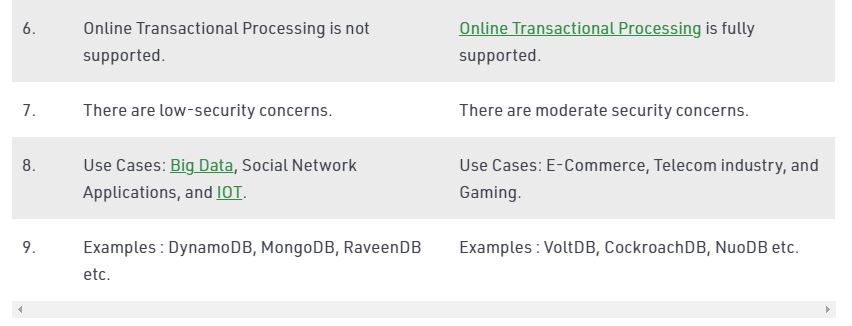 6. Online Transactional Processing is not Online Transactional Processing is fully
supported. supported.
7. There are low-security concerns. There are moderate security concerns.
8. Use Cases: Big Data, Social Network Use Cases: E-Commerce, Telecom industry, and
Applications, and IOT. Gaming.
9. Examples : DynamoDB, MongoDB, RaveenDB Examples : VoltDB, CockroachDB, NuoDB etc.
etc.